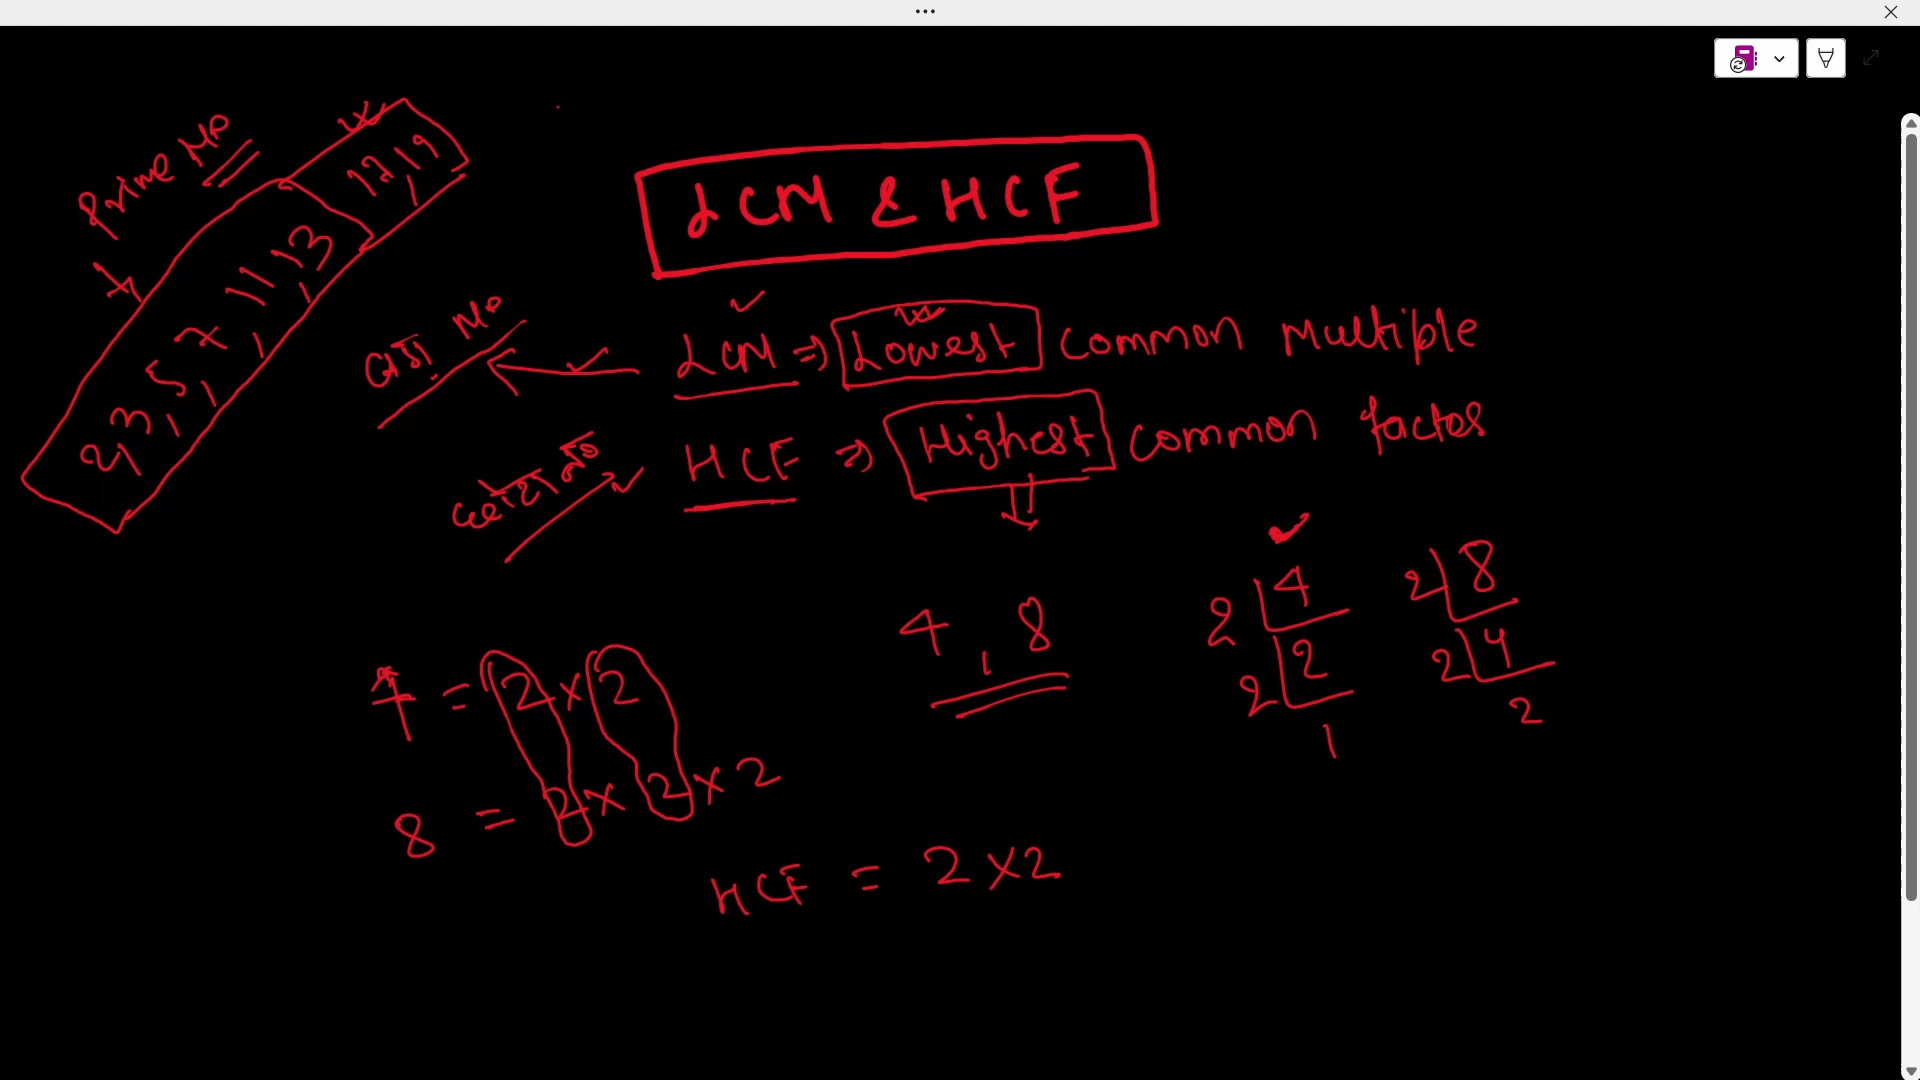 Prime No
2, 3, 5, 7, 11, 13
17, 19
LCM & HCF
LCM ⇒ Lowest Common Multiple
HCF ⇒ Highest Common factor
4, 8
2 4
2 2
1
2 8
2 4
2
4 = 2 x 2
8 = 2 x 2 x 2
HCF = 2 x 2